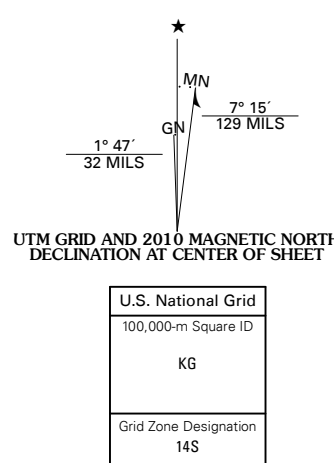 ★
MN
7° 15´
129 MILS
GN
1° 47´
32 MILS
UTM GRID AND 2010 MAGNETIC NORTH
DECLINATION AT CENTER OF SHEET
U.S. National Grid
100,000-m Square ID
KG
Grid Zone Designation
14S